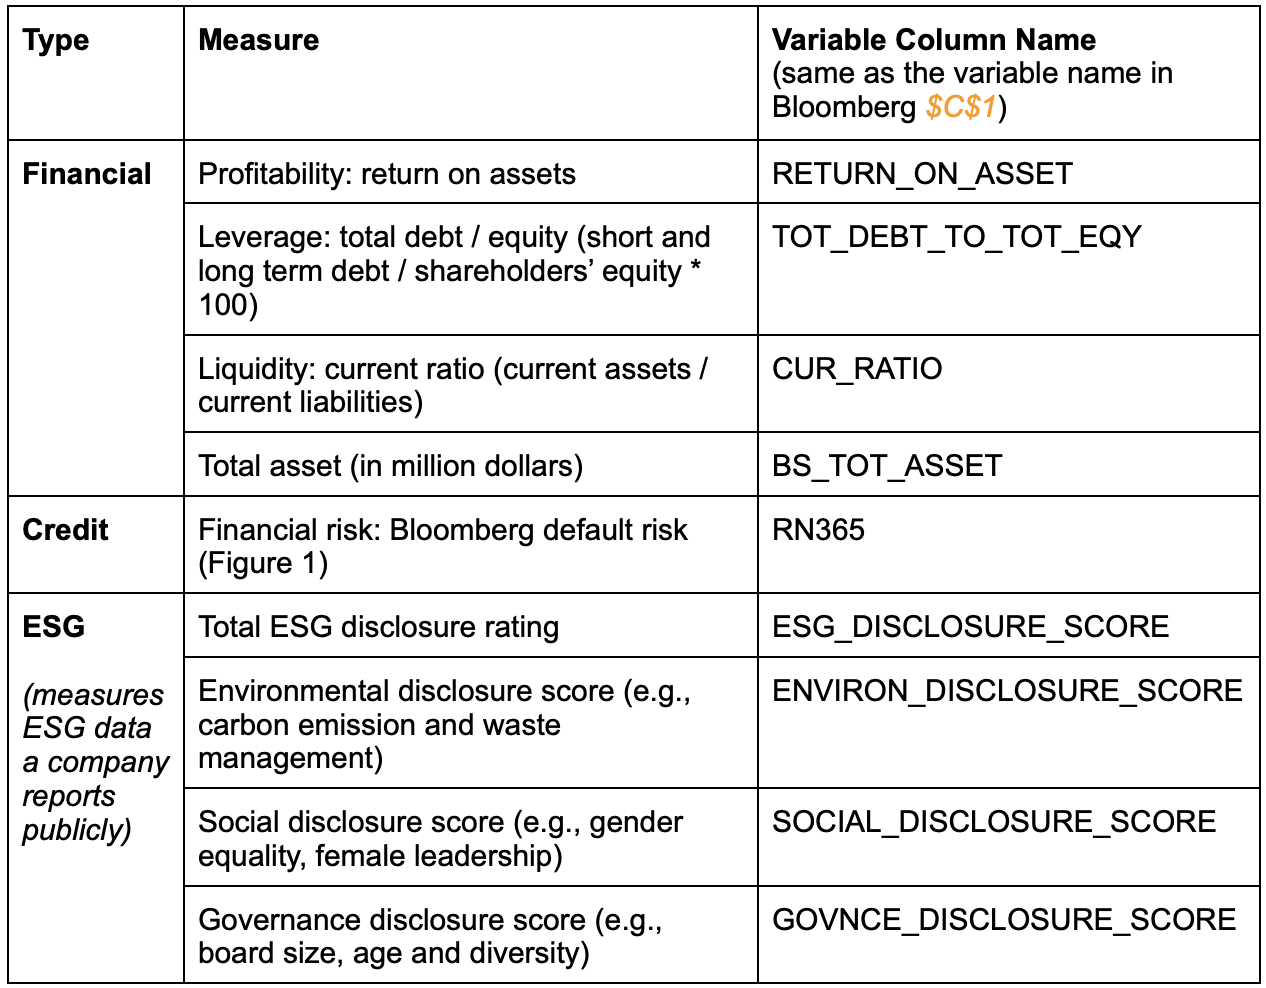 Type
Measure
Variable Column Name
(same as the variable name in
Bloomberg $C$1)
Financial
Profitability: return on assets
RETURN_ON_ASSET
Leverage: total debt / equity (short and
long term debt / shareholders’ equity *
100)
TOT_DEBT_TO_TOT_EQY
Liquidity: current ratio (current assets /
current liabilities)
CUR_RATIO
Total asset (in million dollars)
BS_TOT_ASSET
Credit
Financial risk: Bloomberg default risk
(Figure 1)
RN365
ESG
(measures
ESG data
a company
reports
publicly)
Total ESG disclosure rating
ESG_DISCLOSURE_SCORE
Environmental disclosure score (e.g.,
carbon emission and waste
management)
ENVIRON_DISCLOSURE_SCORE
Social disclosure score (e.g., gender
equality, female leadership)
SOCIAL_DISCLOSURE_SCORE
Governance disclosure score (e.g.,
board size, age and diversity)
GOVNCE_DISCLOSURE_SCORE